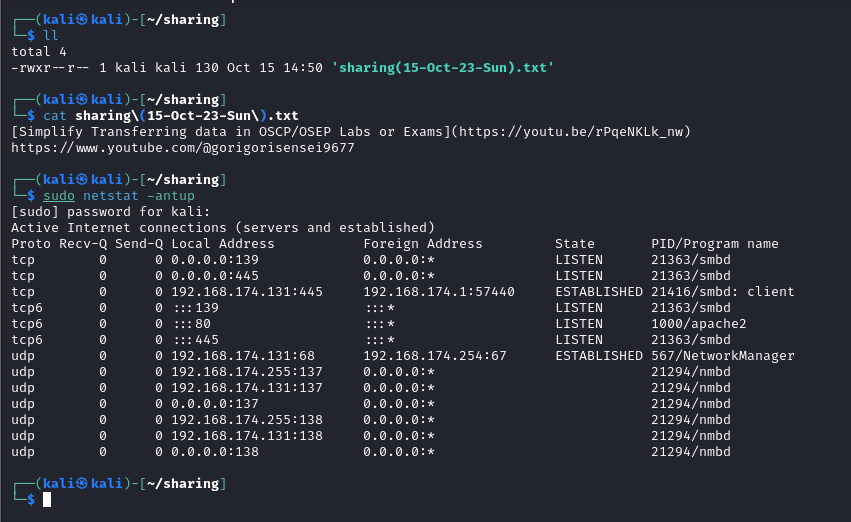 ┌──(kali㉿kali)-[~/sharing]
└─$ ll
total 4
-rwxr--r-- 1 kali kali 130 Oct 15 14:50 'sharing(15-Oct-23-Sun).txt'
┌──(kali㉿kali)-[~/sharing]
└─$ cat sharing\(15-Oct-23-Sun\).txt
[Simplify Transferring data in OSCP/OSEP Labs or Exams](https://youtu.be/rPqeNKLk_nw)
https://www.youtube.com/@gorigorisensei9677
┌──(kali㉿kali)-[~/sharing]
└─$ sudo netstat -antup
[sudo] password for kali:
Active Internet connections (servers and established)
Proto Recv-Q Send-Q Local Address           Foreign Address         State       PID/Program name
tcp        0      0 0.0.0.0:139             0.0.0.0:*               LISTEN      21363/smbd
tcp        0      0 0.0.0.0:445             0.0.0.0:*               LISTEN      21363/smbd
tcp        0      0 192.168.174.131:445     192.168.174.1:57440     ESTABLISHED 21416/smbd: client
tcp6       0      0 :::139                  :::*                    LISTEN      21363/smbd
tcp6       0      0 :::80                   :::*                    LISTEN      1000/apache2
tcp6       0      0 :::445                  :::*                    LISTEN      21363/smbd
udp        0      0 192.168.174.131:68      192.168.174.254:67      ESTABLISHED 567/NetworkManager
udp        0      0 192.168.174.255:137     0.0.0.0:*                           21294/nmbd
udp        0      0 192.168.174.131:137     0.0.0.0:*                           21294/nmbd
udp        0      0 0.0.0.0:137             0.0.0.0:*                           21294/nmbd
udp        0      0 192.168.174.255:138     0.0.0.0:*                           21294/nmbd
udp        0      0 192.168.174.131:138     0.0.0.0:*                           21294/nmbd
udp        0      0 0.0.0.0:138             0.0.0.0:*                           21294/nmbd
┌──(kali㉿kali)-[~/sharing]
└─$